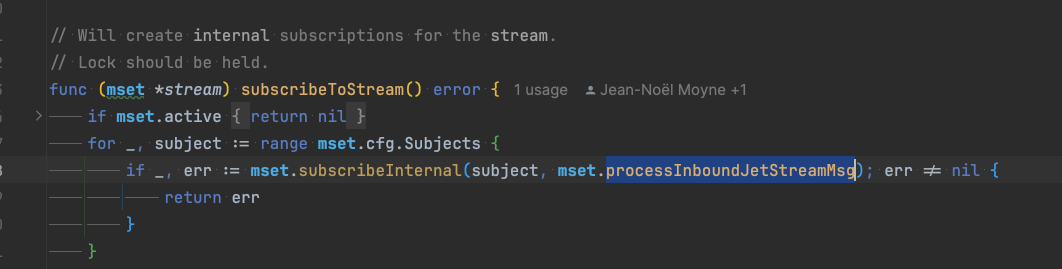 // Will create internal subscriptions for the stream.
// Lock should be held.
func (mset *stream) subscribeToStream() error { 1 usage Jean-Noël Moyne +1
if mset.active { return nil }
for _, subject := range mset.cfg.Subjects {
if _, err := mset.subscribeInternal(subject, mset.processInboundJetStreamMsg); err != nil {
return err
}
}